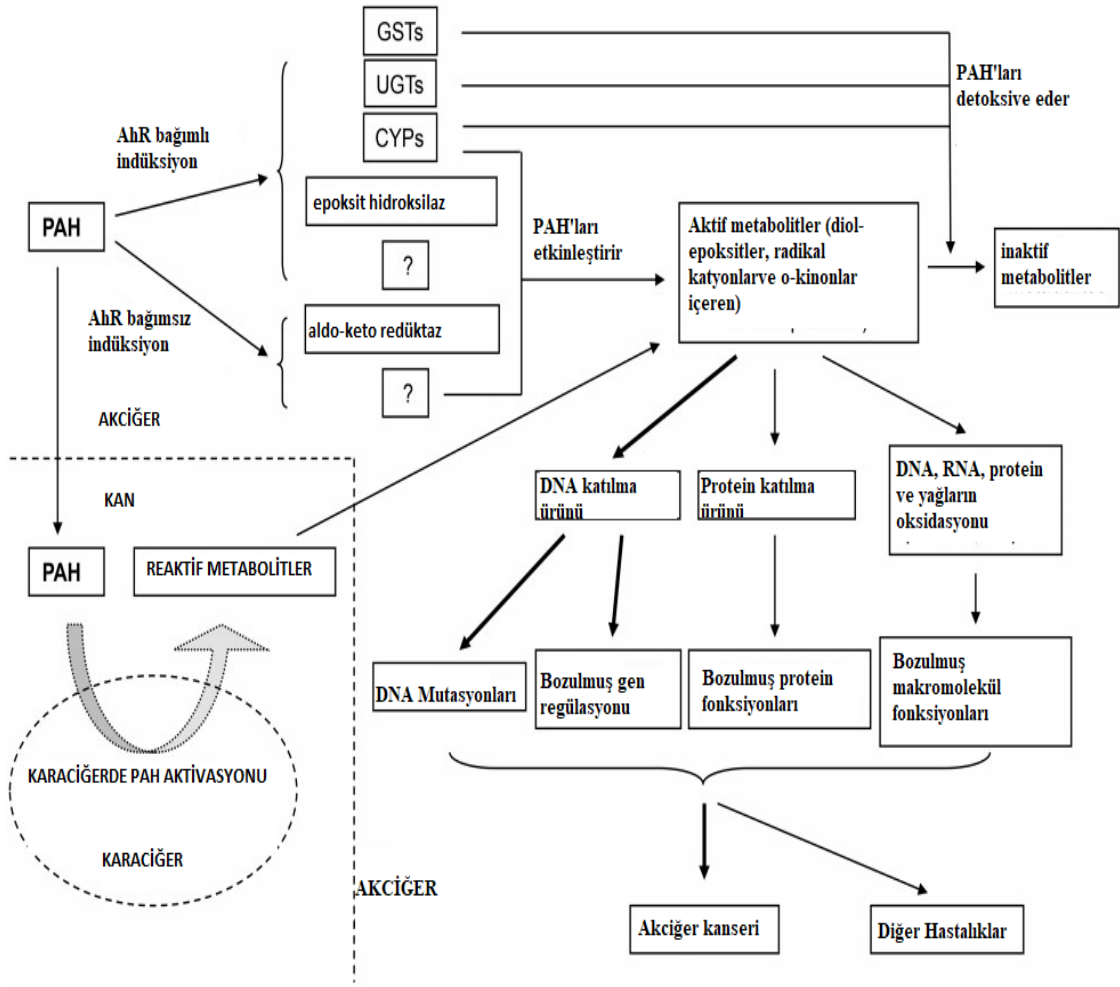 GSTs
UGTs
CYPs
epoksit hidroksilaz
?
aldo-keto redüktaz
?
AhR bağımlı
indüksiyon
PAH
AhR bağımsız
indüksiyon
AKCİĞER
PAH'ları
etkinleştirir
PAH'ları
detoksive eder
Aktif metabolitler (diol-
epoksitler, radikal
katyonlarve o-kinonlar
içeren)
inaktif
metabolitler
KAN
PAH
REAKTİF METABOLİTLER
KARACİĞERDE PAH AKTİVASYONU
KARACİĞER
AKCİĞER
DNA katılma
ürünü
Protein katılma
ürünü
DNA, RNA, protein
ve yağların
oksidasyonu
DNA Mutasyonları
Bozulmuş gen
regülasyonu
Bozulmuş protein
fonksiyonları
Bozulmuş
makromolekül
fonksiyonları
Akciğer kanseri
Diğer Hastalıklar